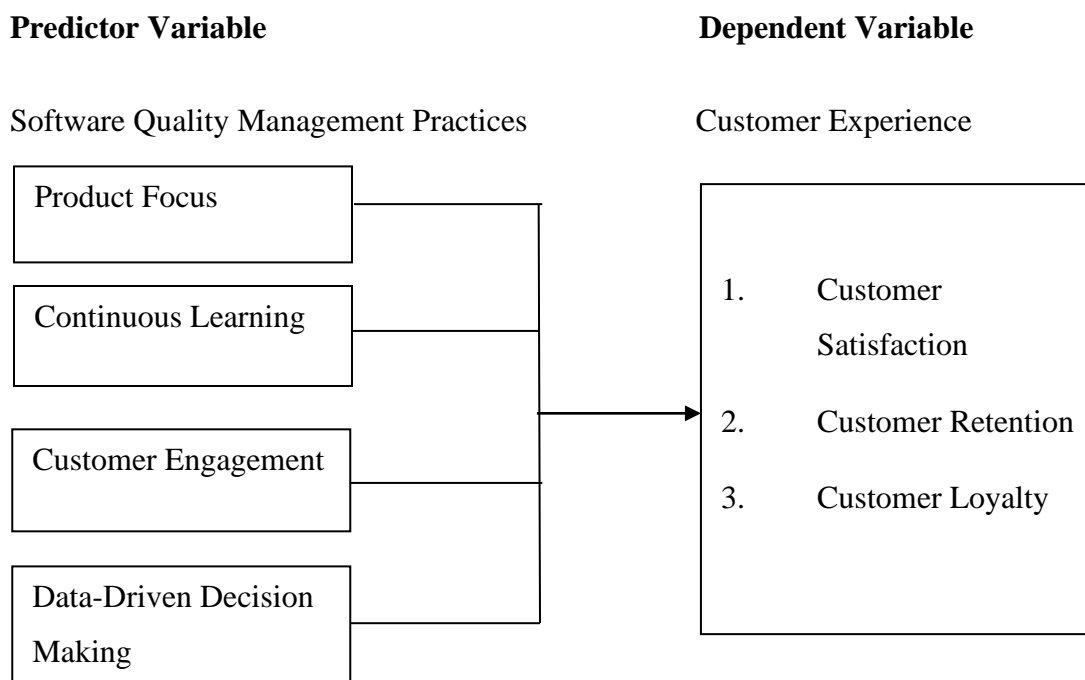 Predictor Variable
Dependent Variable
Software Quality Management Practices
Customer Experience
Product Focus
Continuous Learning
Customer Engagement
Data-Driven Decision
Making
1. Customer
Satisfaction
2. Customer Retention
3. Customer Loyalty